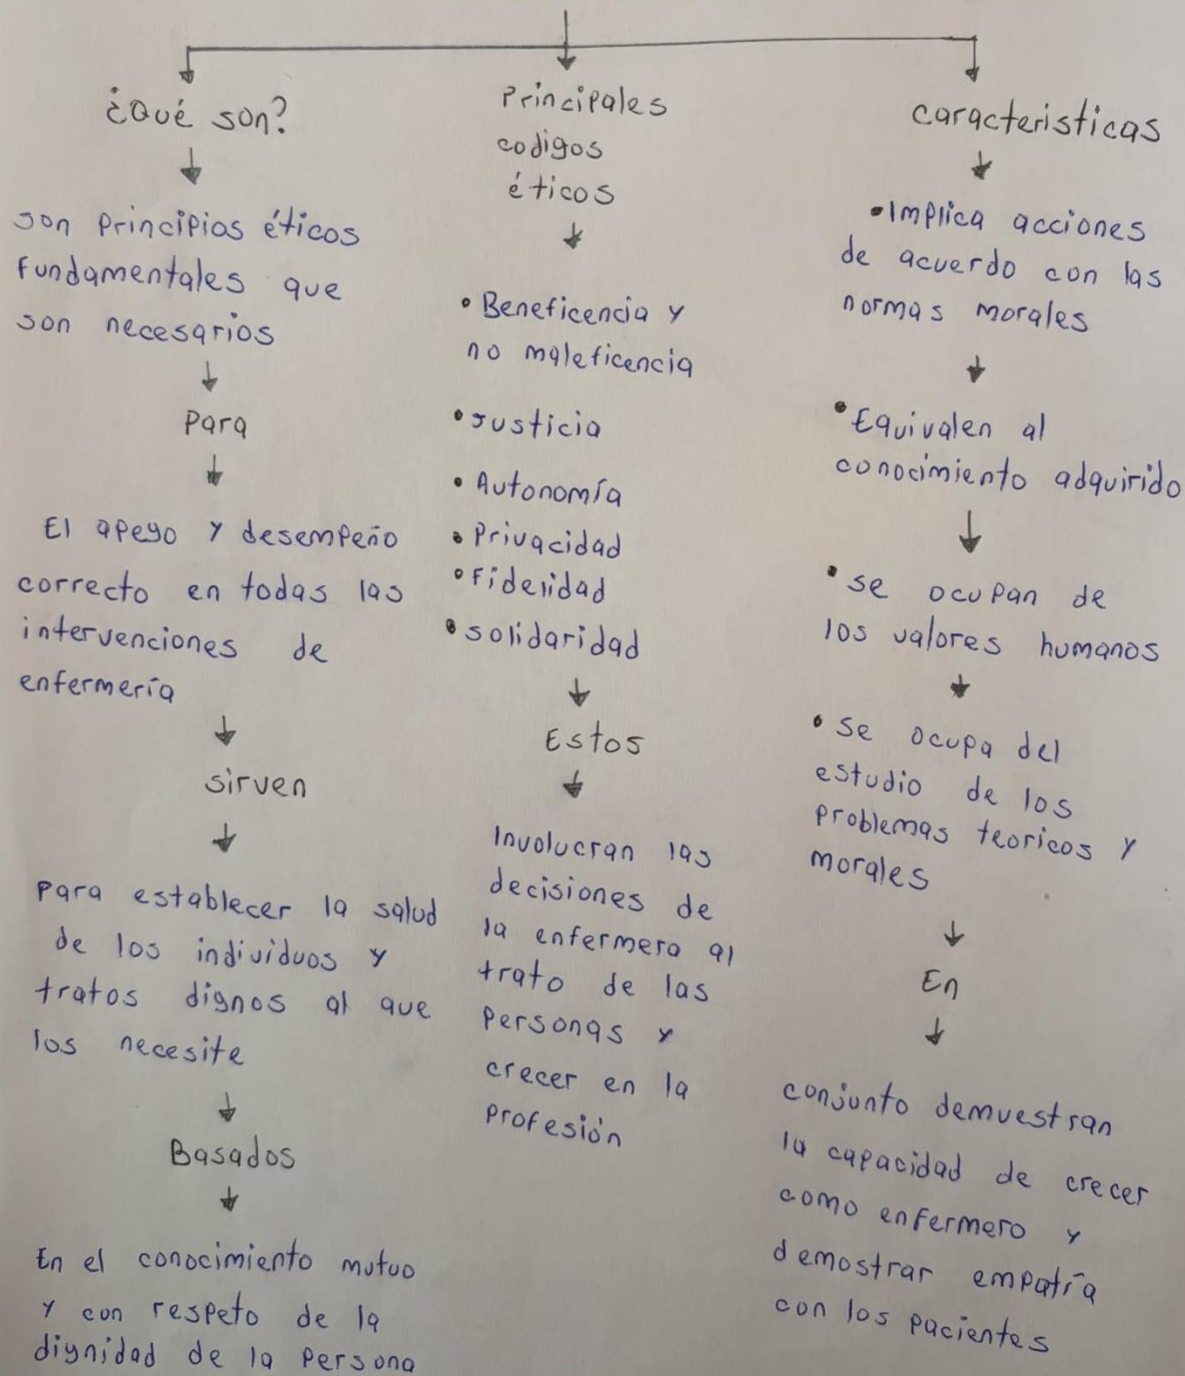 ¿Qué son?
son principios éticos
fundamentales que
son necesarios
Para
El apego y desempeño
correcto en todas las
intervenciones de
enfermería
sirven
para establecer la salud
de los individuos y
tratos dignos al que
los necesite
Basados
En el conocimiento mutuo
y con respeto de la
dignidad de la persona
Principales
codigos
éticos
• Beneficencia y
no maleficencia
• Justicia
• Autonomía
• Privacidad
• Fidelidad
• solidaridad
Estos
Involucran las
decisiones de
la enfermera al
trato de las
personas y
crecer en la
profesión
caracteristicas
• Implica acciones
de acuerdo con las
normas morales
• Equivalen al
conocimiento adquirido
• se ocupan de
los valores humanos
• se ocupa del
estudio de los
problemas teoricos y
morales
En
conjunto demuestran
la capacidad de crecer
como enfermero y
demostrar empatía
con los pacientes